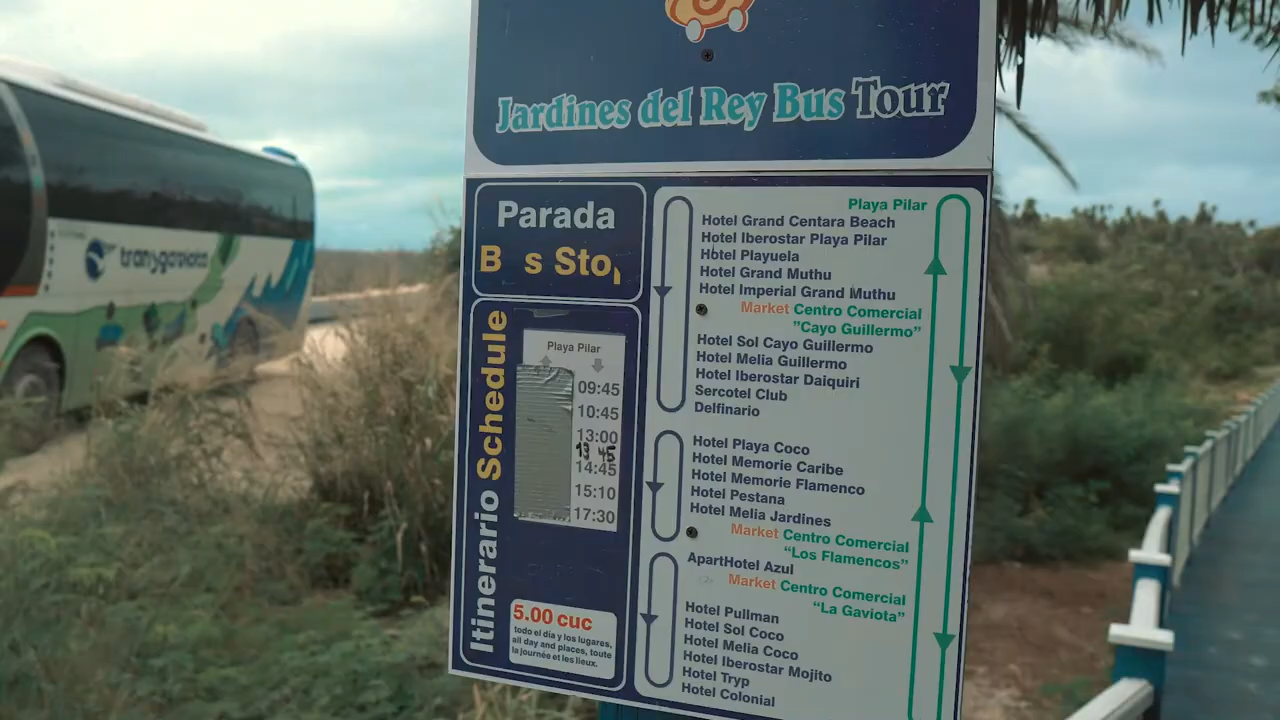 Jardines del Rey Bus Tour
transgaviota
Parada
B s Stop
Itinerario Schedule
Playa Pilar
09:45
10:45
13:00
13 45
14:45
15:10
17:30
5.00 cuc
todo el día y los lugares,
all day and places, toute
la journée et les lieux.
Playa Pilar
Hotel Grand Centara Beach
Hotel Iberostar Playa Pilar
Hotel Playuela
Hotel Grand Muthu
Hotel Imperial Grand Muthu
Market Centro Comercial
"Cayo Guillermo"
Hotel Sol Cayo Guillermo
Hotel Melia Guillermo
Hotel Iberostar Daiquiri
Sercotel Club
Delfinario
Hotel Playa Coco
Hotel Memorie Caribe
Hotel Memorie Flamenco
Hotel Pestana
Hotel Melia Jardines
Market Centro Comercial
"Los Flamencos"
ApartHotel Azul
Market Centro Comercial
"La Gaviota"
Hotel Pullman
Hotel Sol Coco
Hotel Melia Coco
Hotel Iberostar Mojito
Hotel Tryp
Hotel Colonial